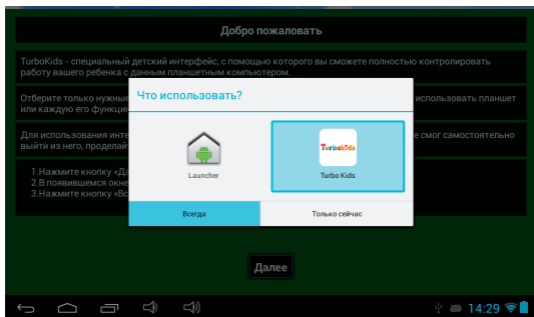 Добро пожаловать
TurboKids - специальный детский интерфейс, с помощью которого вы сможете полностью контролировать
работу вашего ребенка с данным планшетным компьютером.
Отберите только нужные использовать планшет
или каждую его функци
Что использовать?
Для использования инте е смог самостоятельно
выйти из него, проделай
TurboKids
Launcher
Turbo Kids
1.Нажмите кнопку «Да
2.В появившемся окне
3.Нажмите кнопку «Вс
Всегда
Только сейчас
Далее
14:29